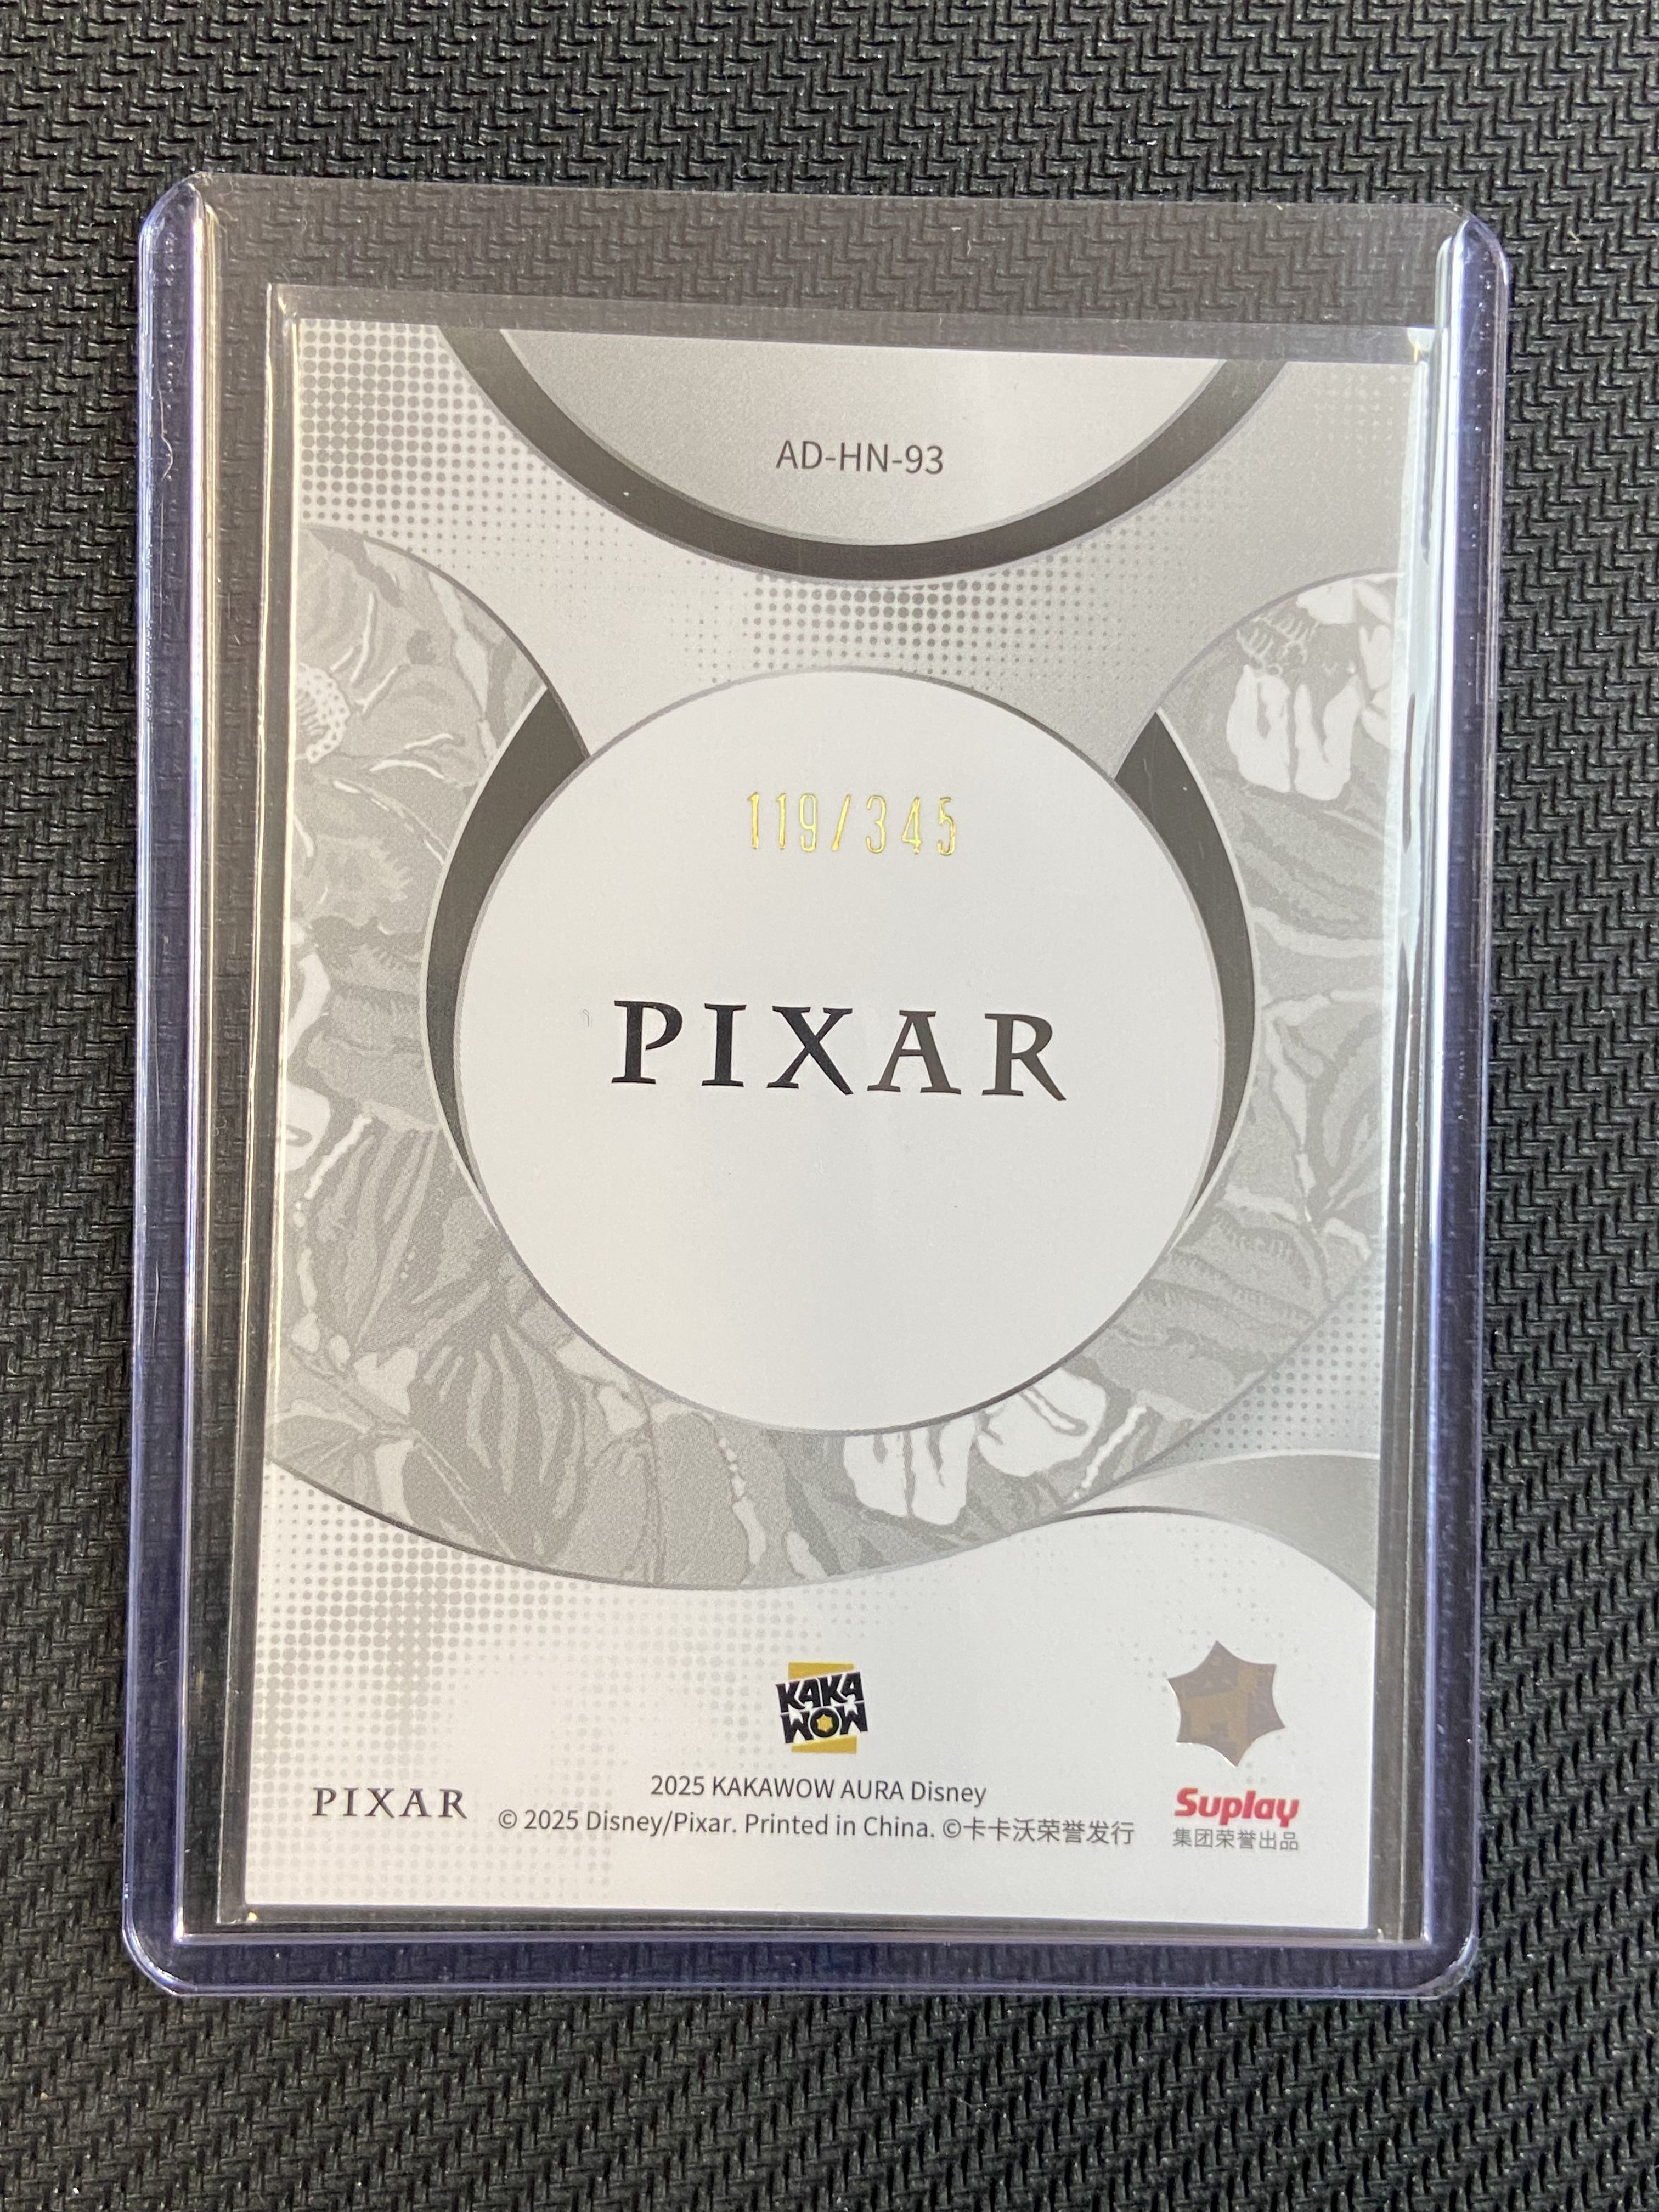 AD-HN-93
119/345
PIXAR
KAKA
WOW
PIXAR
2025 KAKAWOW AURA Disney
© 2025 Disney/Pixar. Printed in China. ©卡卡沃荣誉发行
Suplay
集团荣誉出品